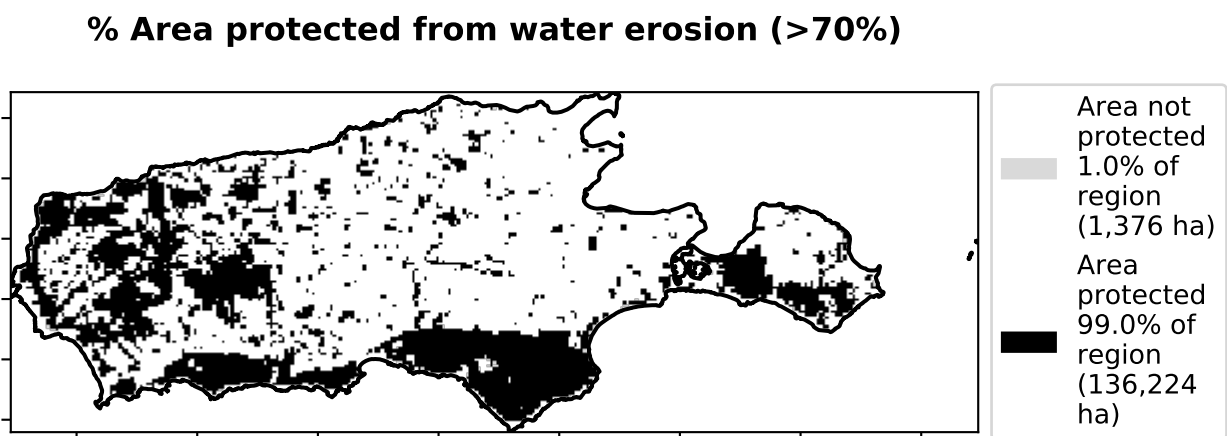 % Area protected from water erosion (>70%)
Area not
protected
1.0% of
region
(1,376 ha)
Area
protected
99.0% of
region
(136,224
ha)